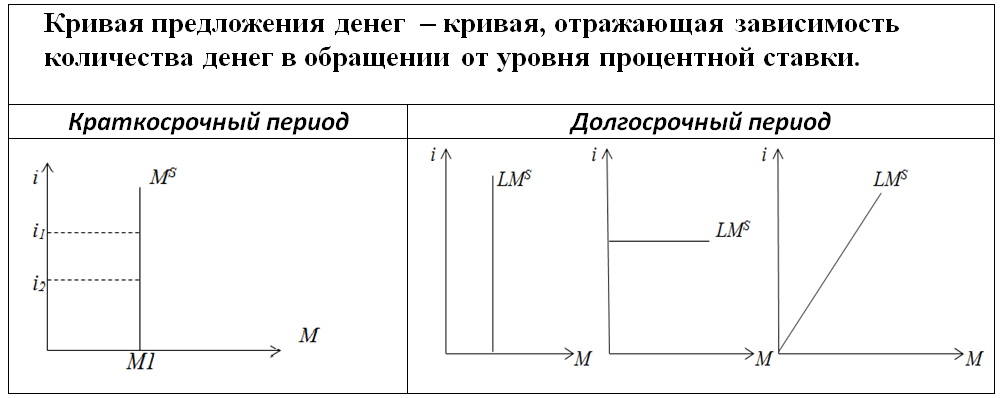 Кривая предложения денег – кривая, отражающая зависимость
количества денег в обращении от уровня процентной ставки.
Краткосрочный период
Долгосрочный период
i
M^S
i1
i2
M
M1
i
LM^S
M
i
LM^S
M
i
LM^S
M